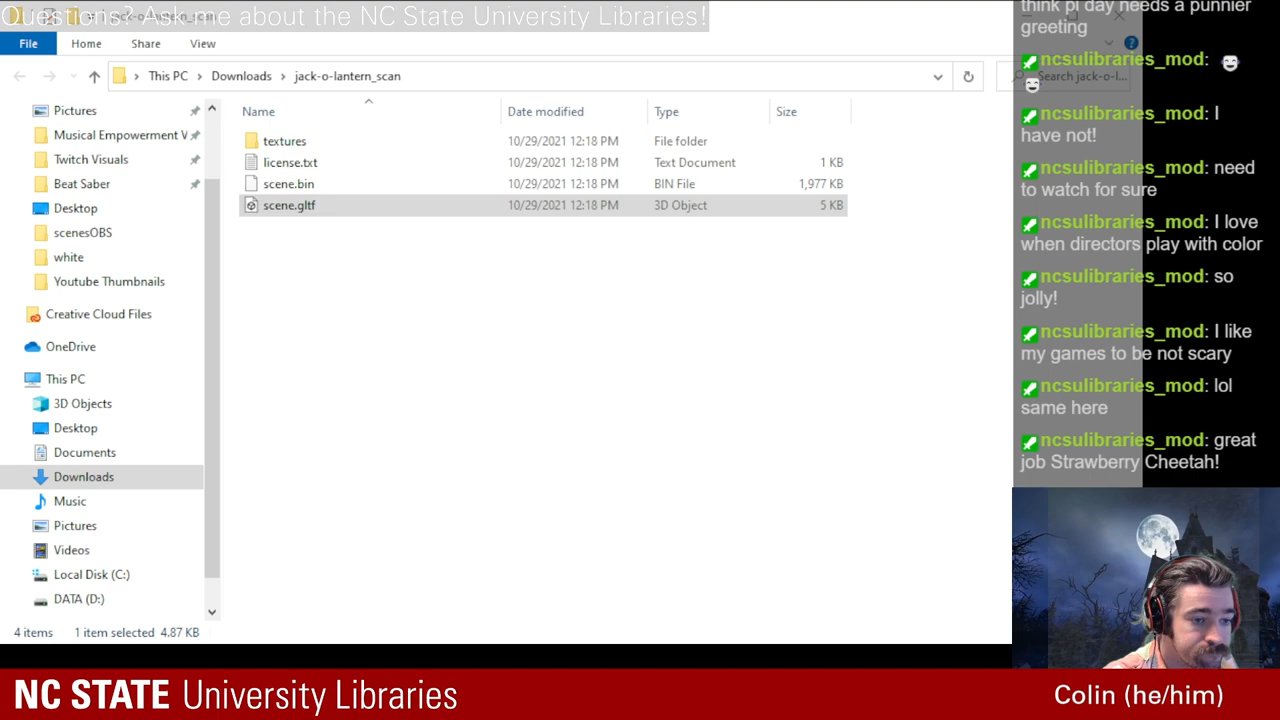 Questions? Ask me about the NC State University Libraries!
jack-o-lantern_scan
File Home Share View
This PC Downloads jack-o-lantern_scan
Search jack-o-l...
Name Date modified Type Size
textures 10/29/2021 12:18 PM File folder
license.txt 10/29/2021 12:18 PM Text Document 1 KB
scene.bin 10/29/2021 12:18 PM BIN File 1,977 KB
scene.gltf 10/29/2021 12:18 PM 3D Object 5 KB
Pictures
Musical Empowerment V
Twitch Visuals
Beat Saber
Desktop
scenesOBS
white
Youtube Thumbnails
Creative Cloud Files
OneDrive
This PC
3D Objects
Desktop
Documents
Downloads
Music
Pictures
Videos
Local Disk (C:)
DATA (D:)
4 items 1 item selected 4.87 KB
think pi day needs a punnier
greeting
ncsulibraries_mod:
ncsulibraries_mod: I
have not!
ncsulibraries_mod: need
to watch for sure
ncsulibraries_mod: I love
when directors play with color
ncsulibraries_mod: so
jolly!
ncsulibraries_mod: I like
my games to be not scary
ncsulibraries_mod: lol
same here
ncsulibraries_mod: great
job Strawberry Cheetah!
NC STATE University Libraries
Colin (he/him)